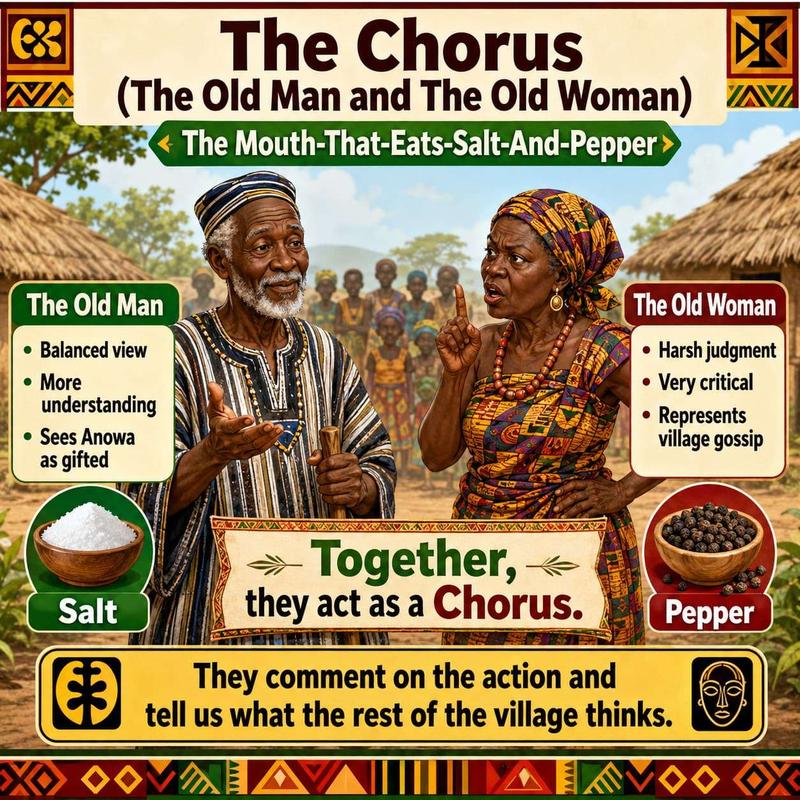 The Chorus
(The Old Man and The Old Woman)
The Mouth-That-Eats-Salt-And-Pepper
The Old Man
• Balanced view
• More
understanding
• Sees Anowa
as gifted
Salt
The Old Woman
• Harsh judgment
• Very critical
• Represents
village gossip
Pepper
Together,
they act as a Chorus.
They comment on the action and
tell us what the rest of the village thinks.